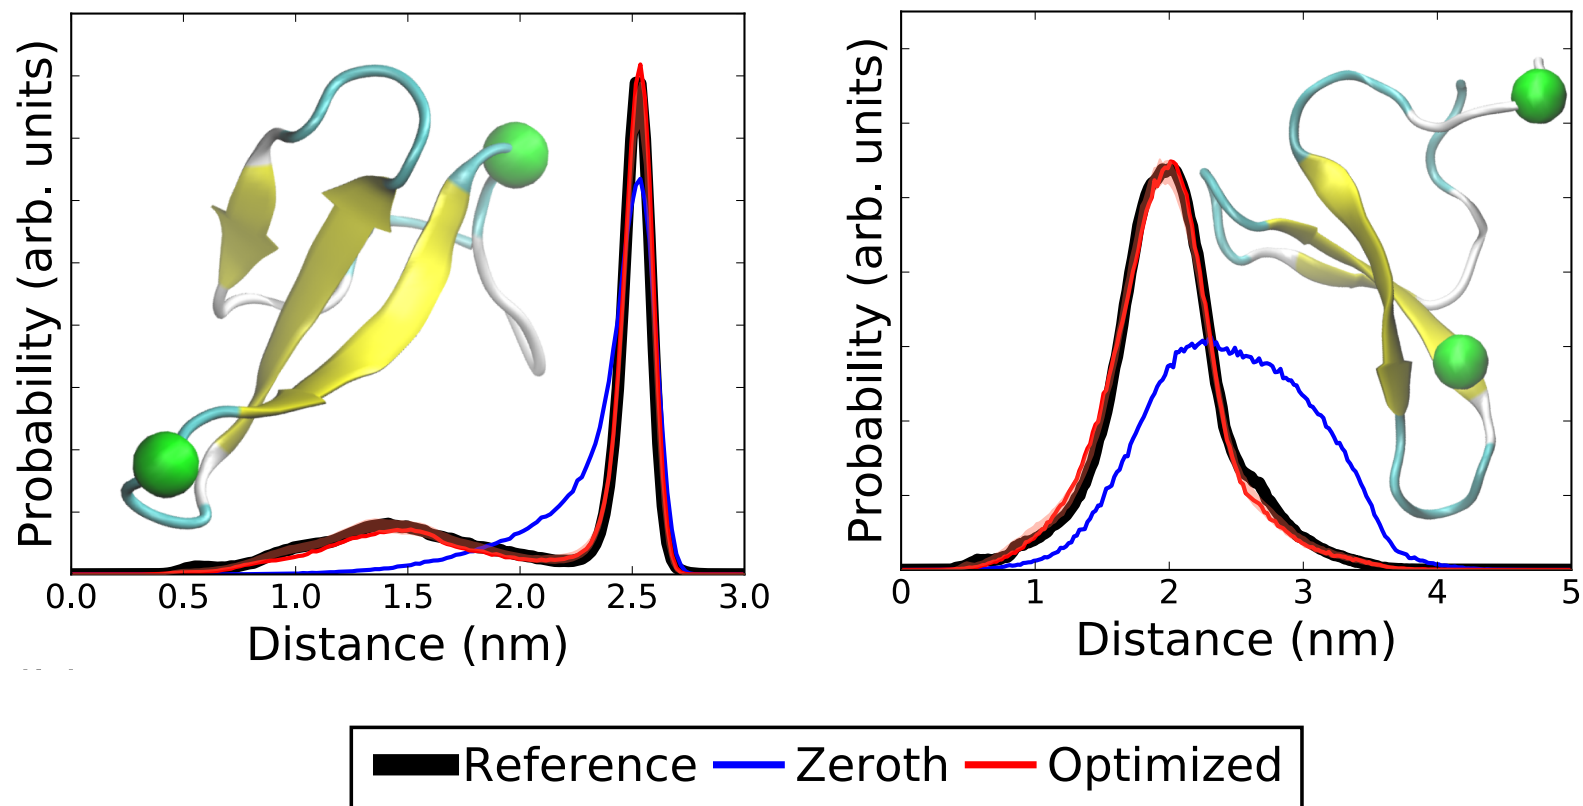 Probability (arb. units)
0.0 0.5 1.0 1.5 2.0 2.5 3.0
Distance (nm)
Probability (arb. units)
0 1 2 3 4 5
Distance (nm)
Reference Zeroth Optimized